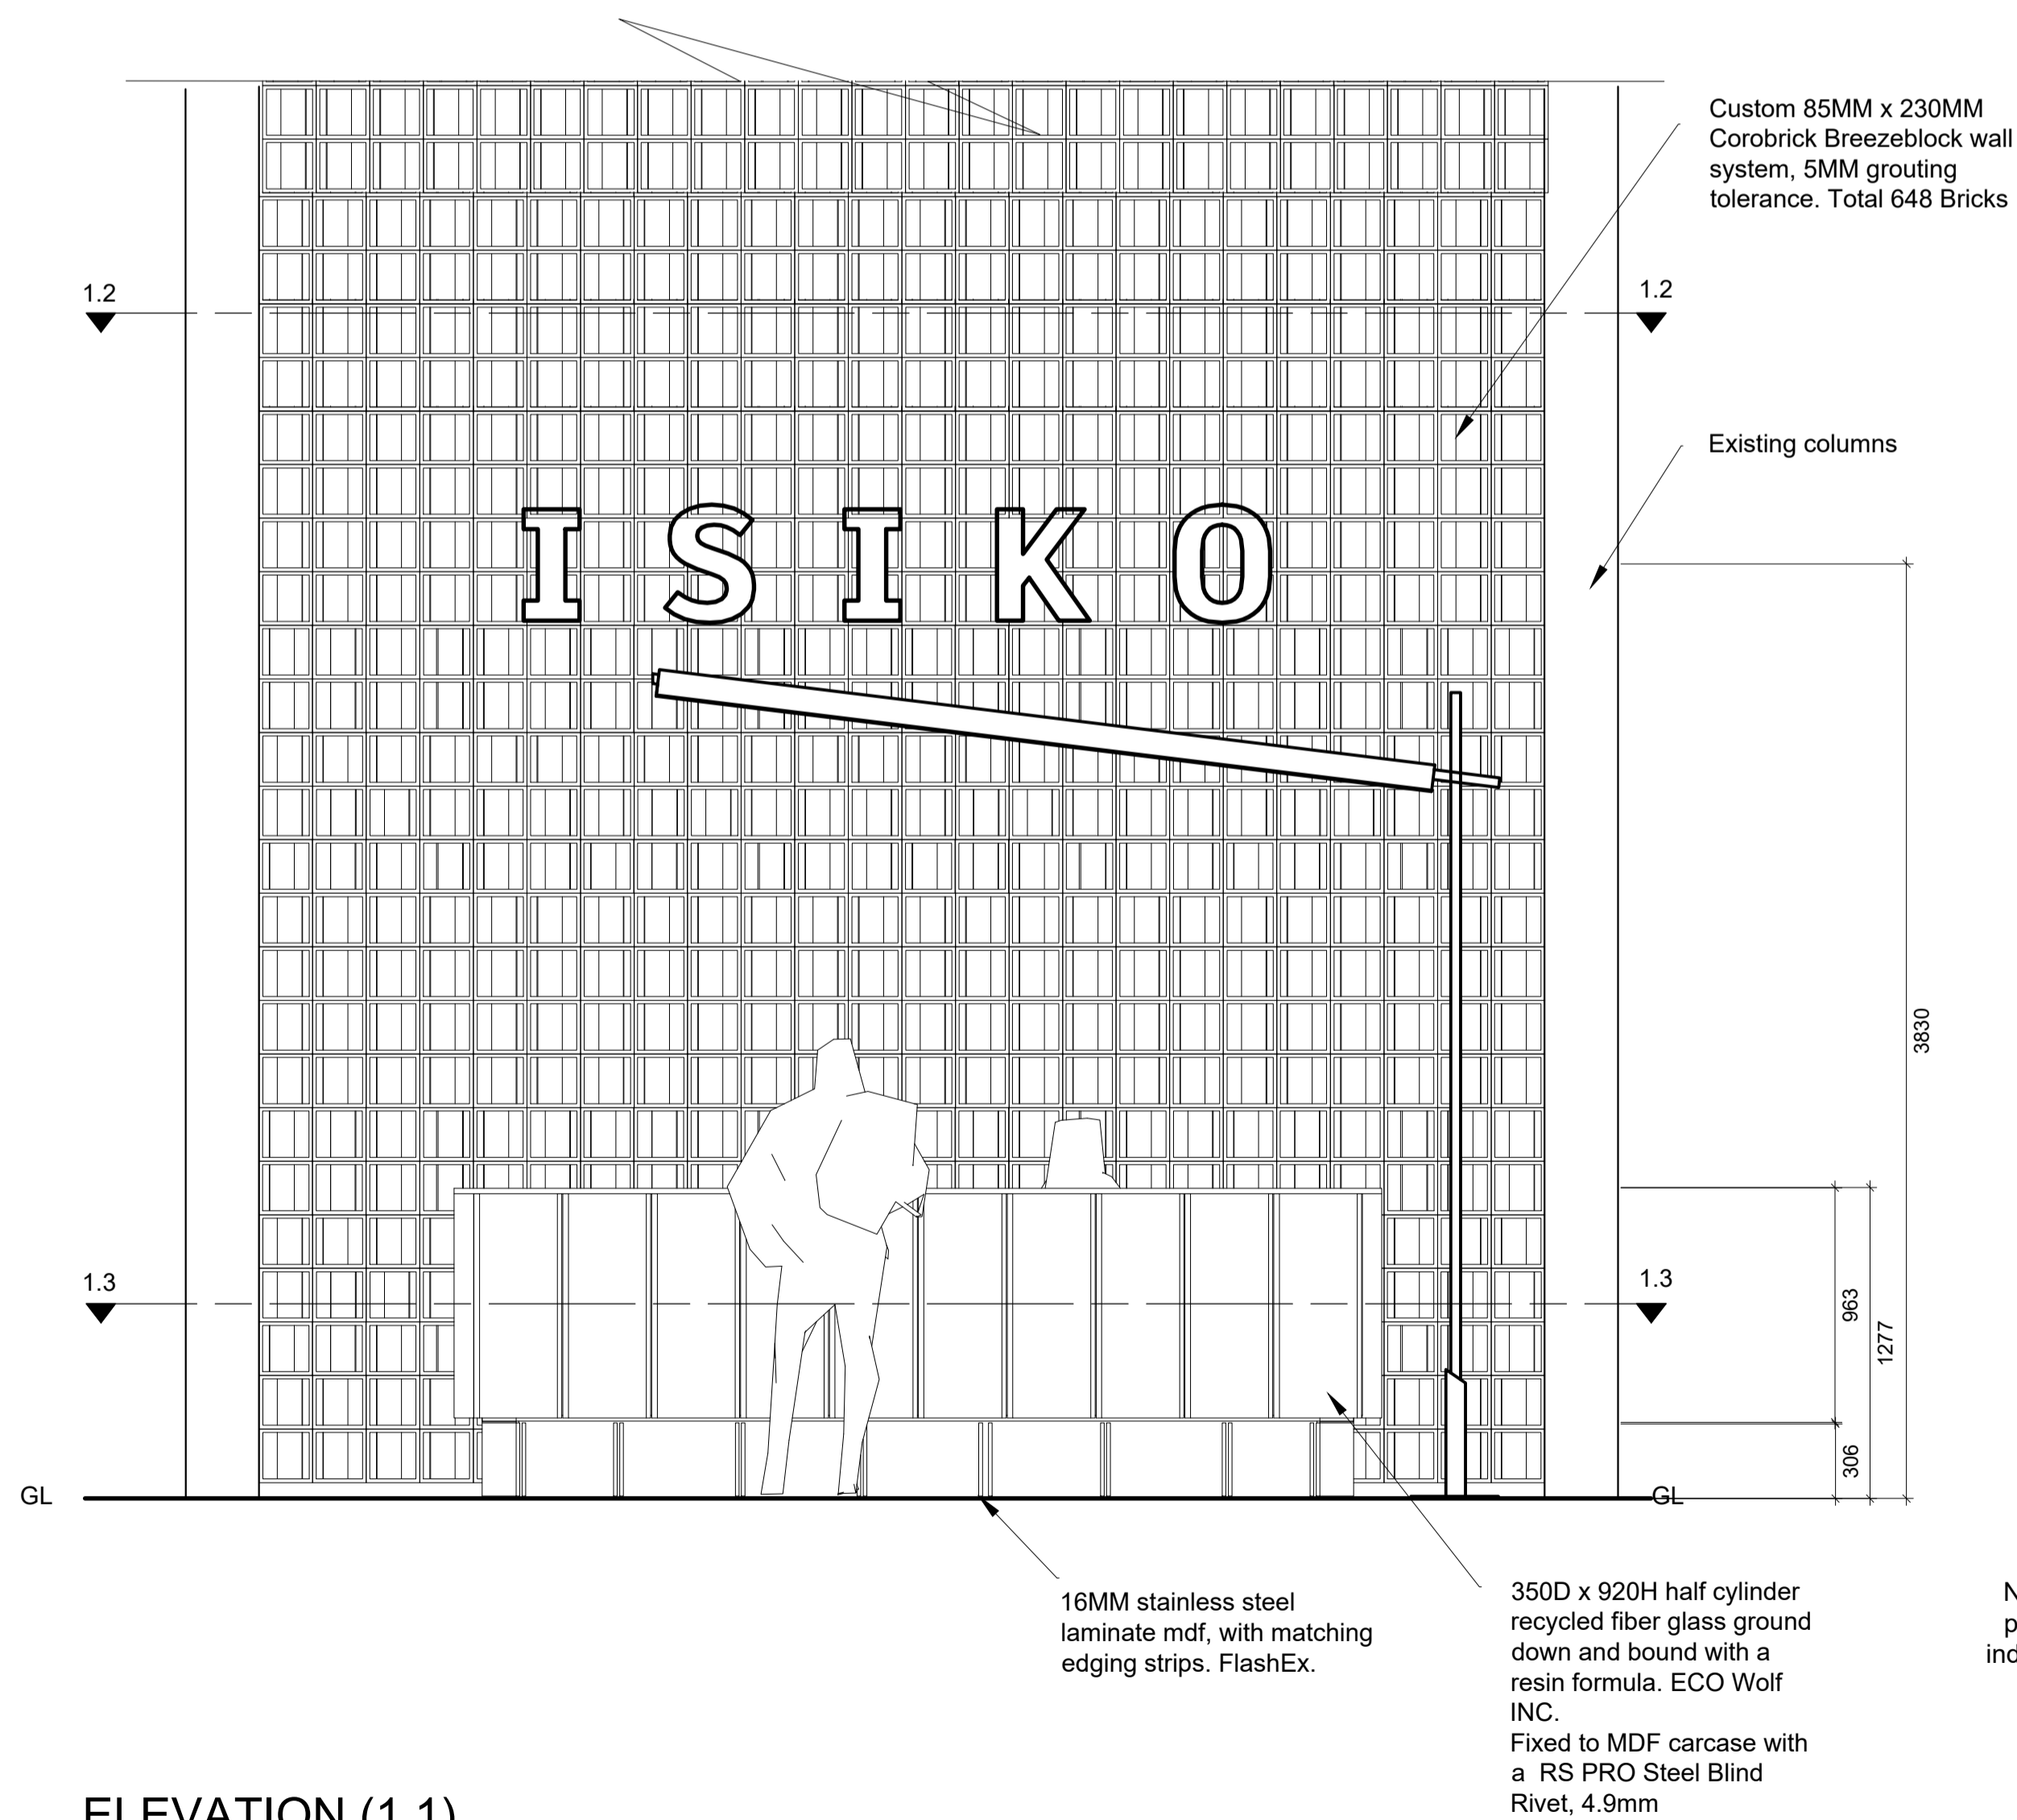 Custom 85MM x 230MM
Corobrick Breezeblock wall
system, 5MM grouting
tolerance. Total 648 Bricks
1.2
1.2
Existing columns
ISIKO
3830
1.3
1.3
963
1277
306
GL
GL
16MM stainless steel
laminate mdf, with matching
edging strips. FlashEx.
350D x 920H half cylinder
recycled fiber glass ground
down and bound with a
resin formula. ECO Wolf
INC.
Fixed to MDF carcase with
a RS PRO Steel Blind
Rivet, 4.9mm
ELEVATION (1.1)